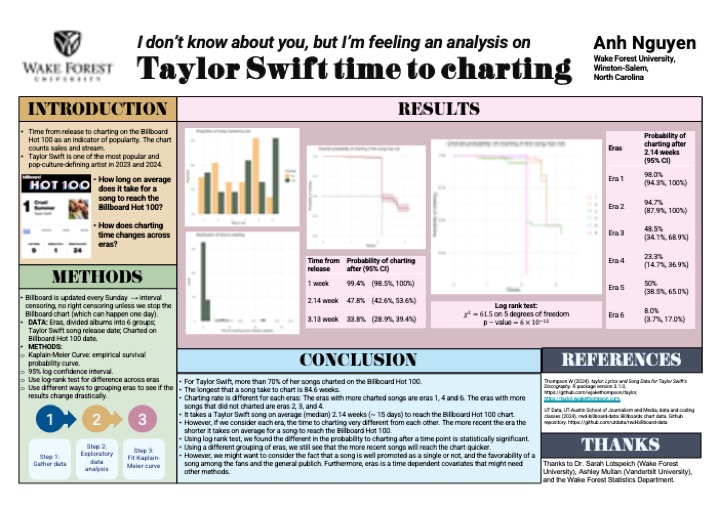 WAKE FOREST
UNIVERSITY
I don't know about you, but I'm feeling an analysis on
Taylor Swift time to charting
Anh Nguyen
Wake Forest University,
Winston-Salem,
North Carolina
INTRODUCTION
• Time from release to charting on the Billboard
Hot 100 as an indicator of popularity. The chart
counts sales and stream.
• Taylor Swift is one of the most popular and
pop-culture-defining artist in 2023 and 2024.
billboard
HOT 100
1
Cruel
Summer
Taylor Swift
9 1 24
• How long on average
does it take for a
song to reach the
Billboard Hot 100?
• How does charting
time changes across
eras?
METHODS
• Billboard is updated every Sunday → interval
censoring, no right censoring unless we stop the
Billboard chart (which can happen one day).
• DATA: Eras, divided albums into 6 groups;
Taylor Swift song release date; Charted on
Billboard Hot 100 date.
• METHODS:
o Kaplan-Meier Curve: empirical survival
probability curve.
o 95% log confidence interval.
o Use log-rank test for difference across eras
o Use different ways to grouping eras to see if the
results change drastically.
1 2 3
Step 1:
Gather data
Step 2:
Exploratory
data
analysis
Step 3:
Fit Kaplan-
Meier curve
RESULTS
Time from
release
Probability of charting
after (95% CI)
1 week 99.4% (98.5%, 100%)
2.14 week 47.8% (42.6%, 53.6%)
3.13 week 33.8% (28.9%, 39.4%)
Log rank test:
χ² = 61.5 on 5 degrees of freedom
p − value = 6 × 10⁻¹²
Eras
Probability of
charting after
2.14 weeks
(95% CI)
Era 1 98.0%
(94.3%, 100%)
Era 2 94.7%
(87.9%, 100%)
Era 3 48.5%
(34.1%, 68.9%)
Era 4 23.3%
(14.7%, 36.9%)
Era 5 50%
(38.5%, 65.0%)
Era 6 8.0%
(3.7%, 17.0%)
CONCLUSION
• For Taylor Swift, more than 70% of her songs charted on the Billboard Hot 100.
• The longest that a song take to chart is 84.6 weeks.
• Charting rate is different for each eras: The eras with more charted songs are eras 1, 4 and 6. The eras with more
songs that did not charted are eras 2, 3, and 4.
• It takes a Taylor Swift song on average (median) 2.14 weeks (~ 15 days) to reach the Billboard Hot 100 chart.
• However, if we consider each era, the time to charting very different from each other. The more recent the era the
shorter it takes on average for a song to reach the Billboard Hot 100.
• Using log rank test, we found the different in the probability to charting after a time point is statistically significant.
• Using a different grouping of eras, we still see that the more recent songs will reach the chart quicker.
• However, we might want to consider the fact that a song is well promoted as a single or not, and the favorability of a
song among the fans and the general publich. Furthermore, eras is a time dependent covariates that might need
other methods.
REFERENCES
Thompson W (2024). taylor: Lyrics and Song Data for Taylor Swift's
Discography. R package version 3.1.0,
https://github.com/wjakethompson/taylor,
https://taylor.wjakethompson.com.
UT Data, UT-Austin School of Journalism and Media, data and coding
classes (2024). rwd-billboard-data: Billboards chart data. Github
repository. https://github.com/utdata/rwd-billboard-data
THANKS
Thanks to Dr. Sarah Lotspeich (Wake Forest
University), Ashley Mullan (Vanderbilt University),
and the Wake Forest Statistics Department.